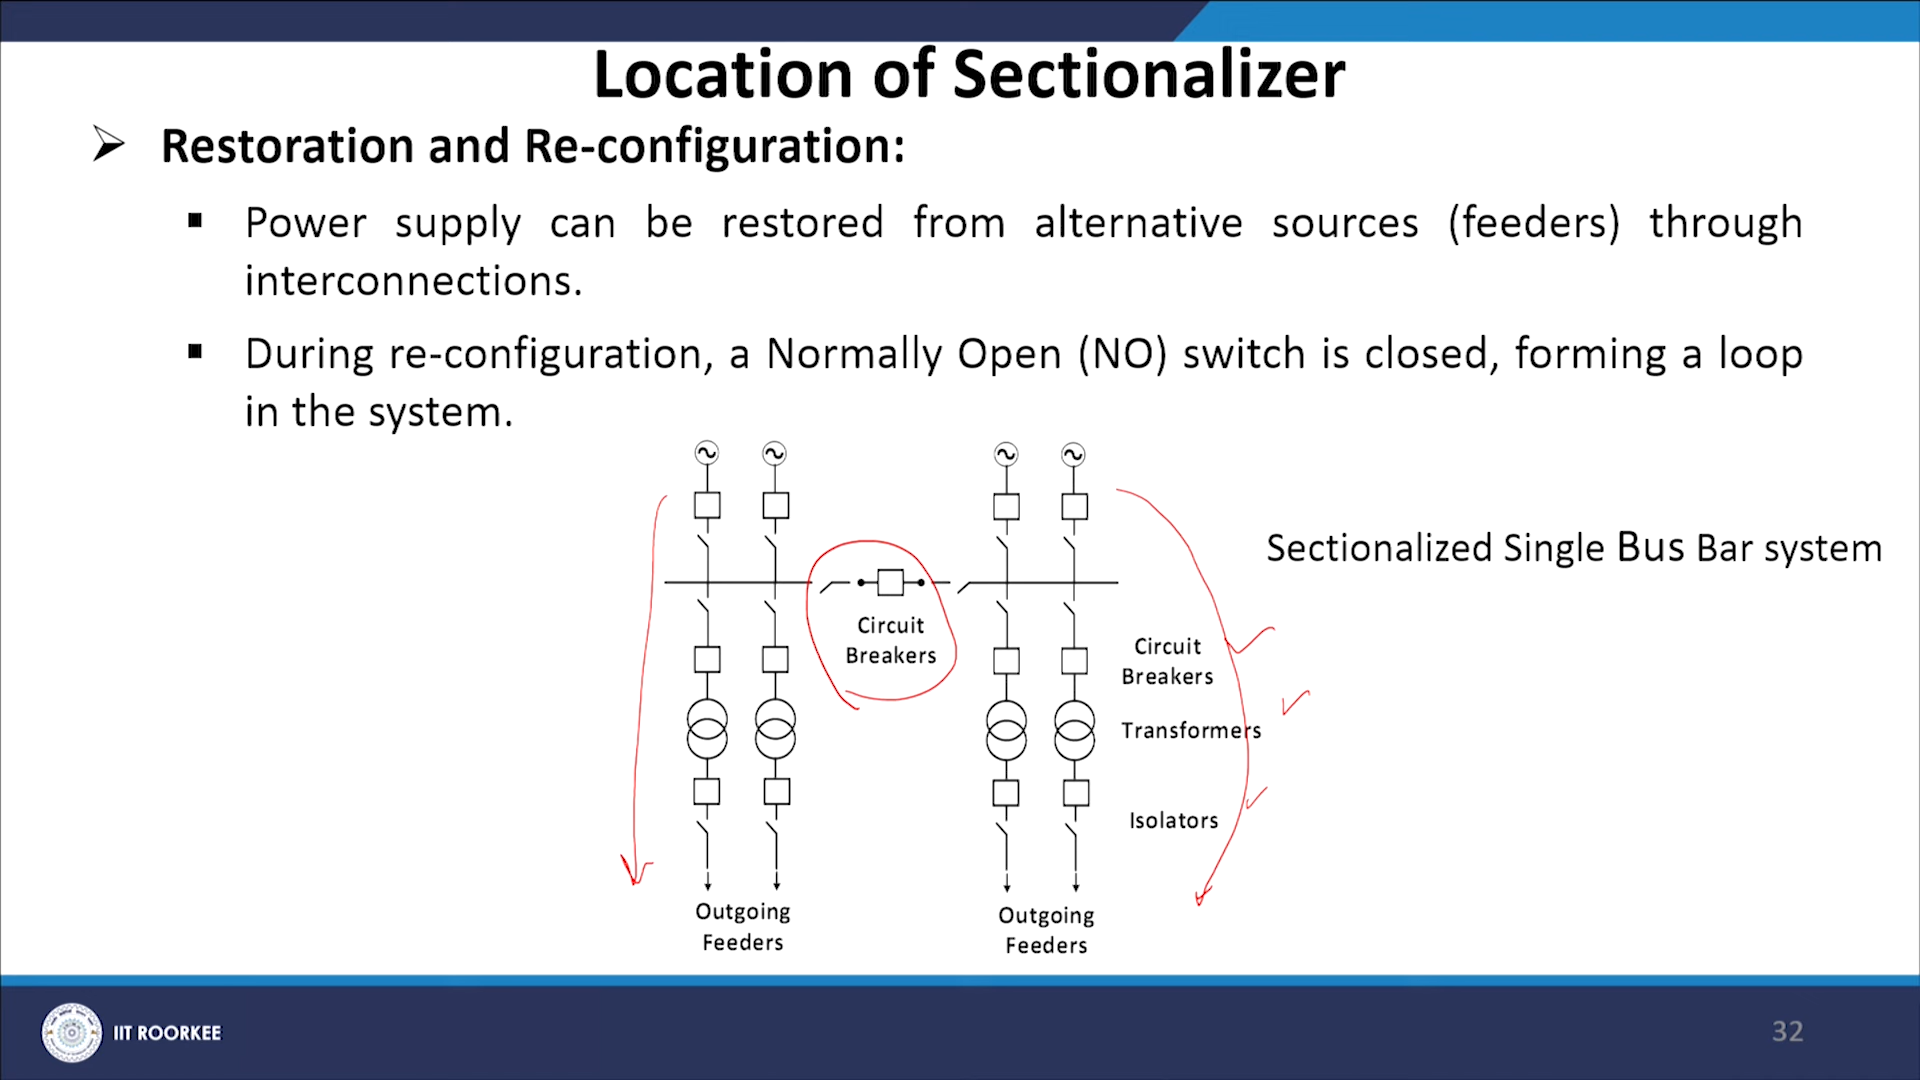 Location of Sectionalizer
Restoration and Re-configuration:
Power supply can be restored from alternative sources (feeders) through
interconnections.
During re-configuration, a Normally Open (NO) switch is closed, forming a loop
in the system.
Sectionalized Single Bus Bar system
Circuit
Breakers
Circuit
Breakers
Transformers
Isolators
Outgoing
Feeders
Outgoing
Feeders
IIT ROORKEE
32